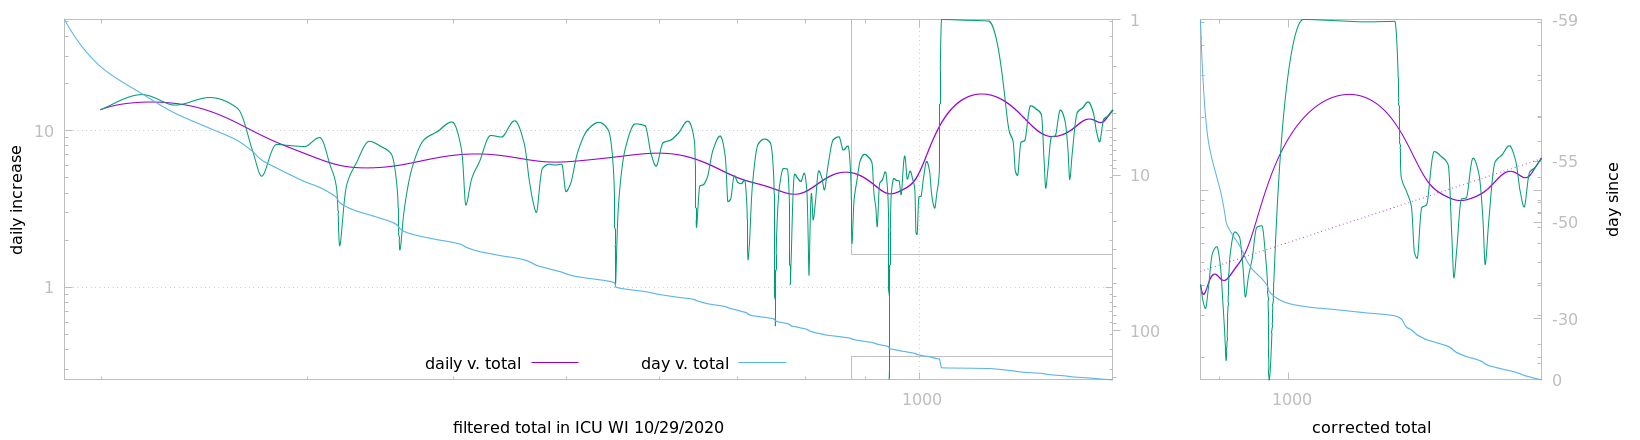 daily increase
10
1
daily v. total
day v. total
1
10
100
1000
filtered total in ICU WI 10/29/2020
-59
-55
-50
-30
0
day since
1000
corrected total